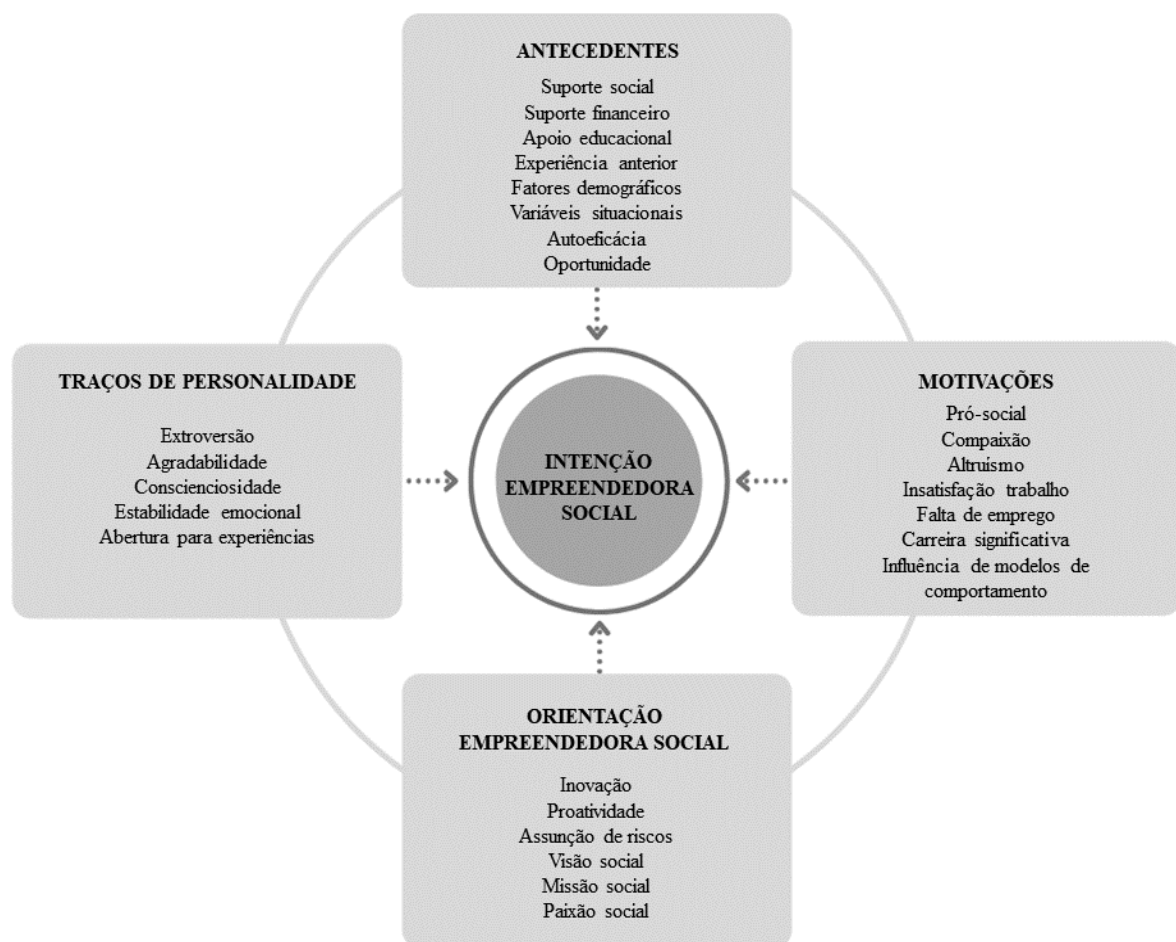 ANTECEDENTES
Suporte social
Suporte financeiro
Apoio educacional
Experiência anterior
Fatores demográficos
Variáveis situacionais
Autoeficácia
Oportunidade
TRAÇOS DE PERSONALIDADE
Extroversão
Agradabilidade
Conscienciosidade
Estabilidade emocional
Abertura para experiências
INTENÇÃO
EMPREENDEDORA
SOCIAL
MOTIVAÇÕES
Pró-social
Compaixão
Altruísmo
Insatisfação trabalho
Falta de emprego
Carreira significativa
Influência de modelos de
comportamento
ORIENTAÇÃO
EMPREENDEDORA SOCIAL
Inovação
Proatividade
Assunção de riscos
Visão social
Missão social
Paixão social